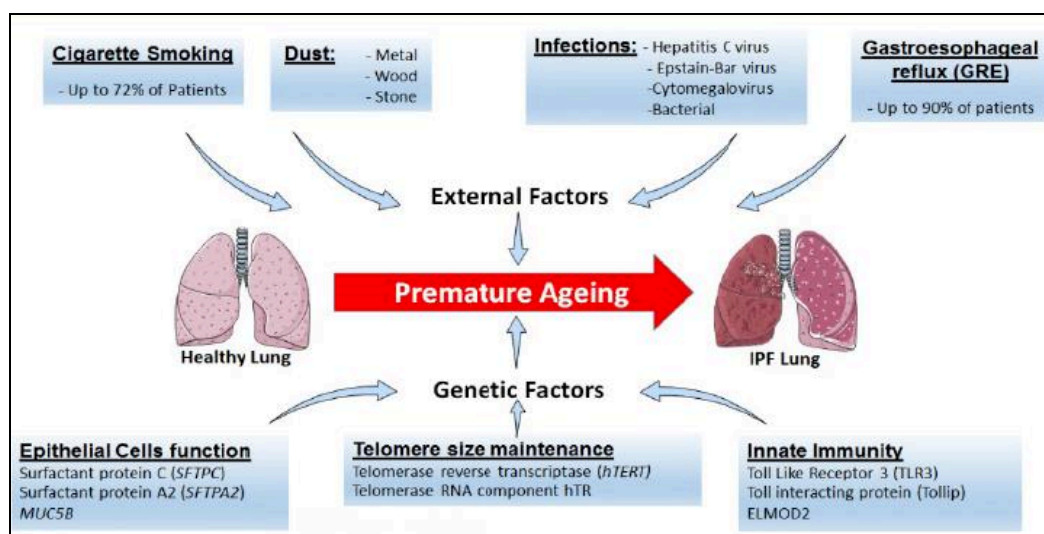 Cigarette Smoking
- Up to 72% of Patients
Dust:
- Metal
- Wood
- Stone
Infections:
- Hepatitis C virus
- Epstain-Bar virus
-Cytomegalovirus
-Bacterial
Gastroesophageal
reflux (GRE)
- Up to 90% of patients
External Factors
Premature Ageing
Healthy Lung
IPF Lung
Genetic Factors
Epithelial Cells function
Surfactant protein C (SFTPC)
Surfactant protein A2 (SFTPA2)
MUC5B
Telomere size maintenance
Telomerase reverse transcriptase (hTERT)
Telomerase RNA component hTR
Innate Immunity
Toll Like Receptor 3 (TLR3)
Toll interacting protein (Tollip)
ELMOD2